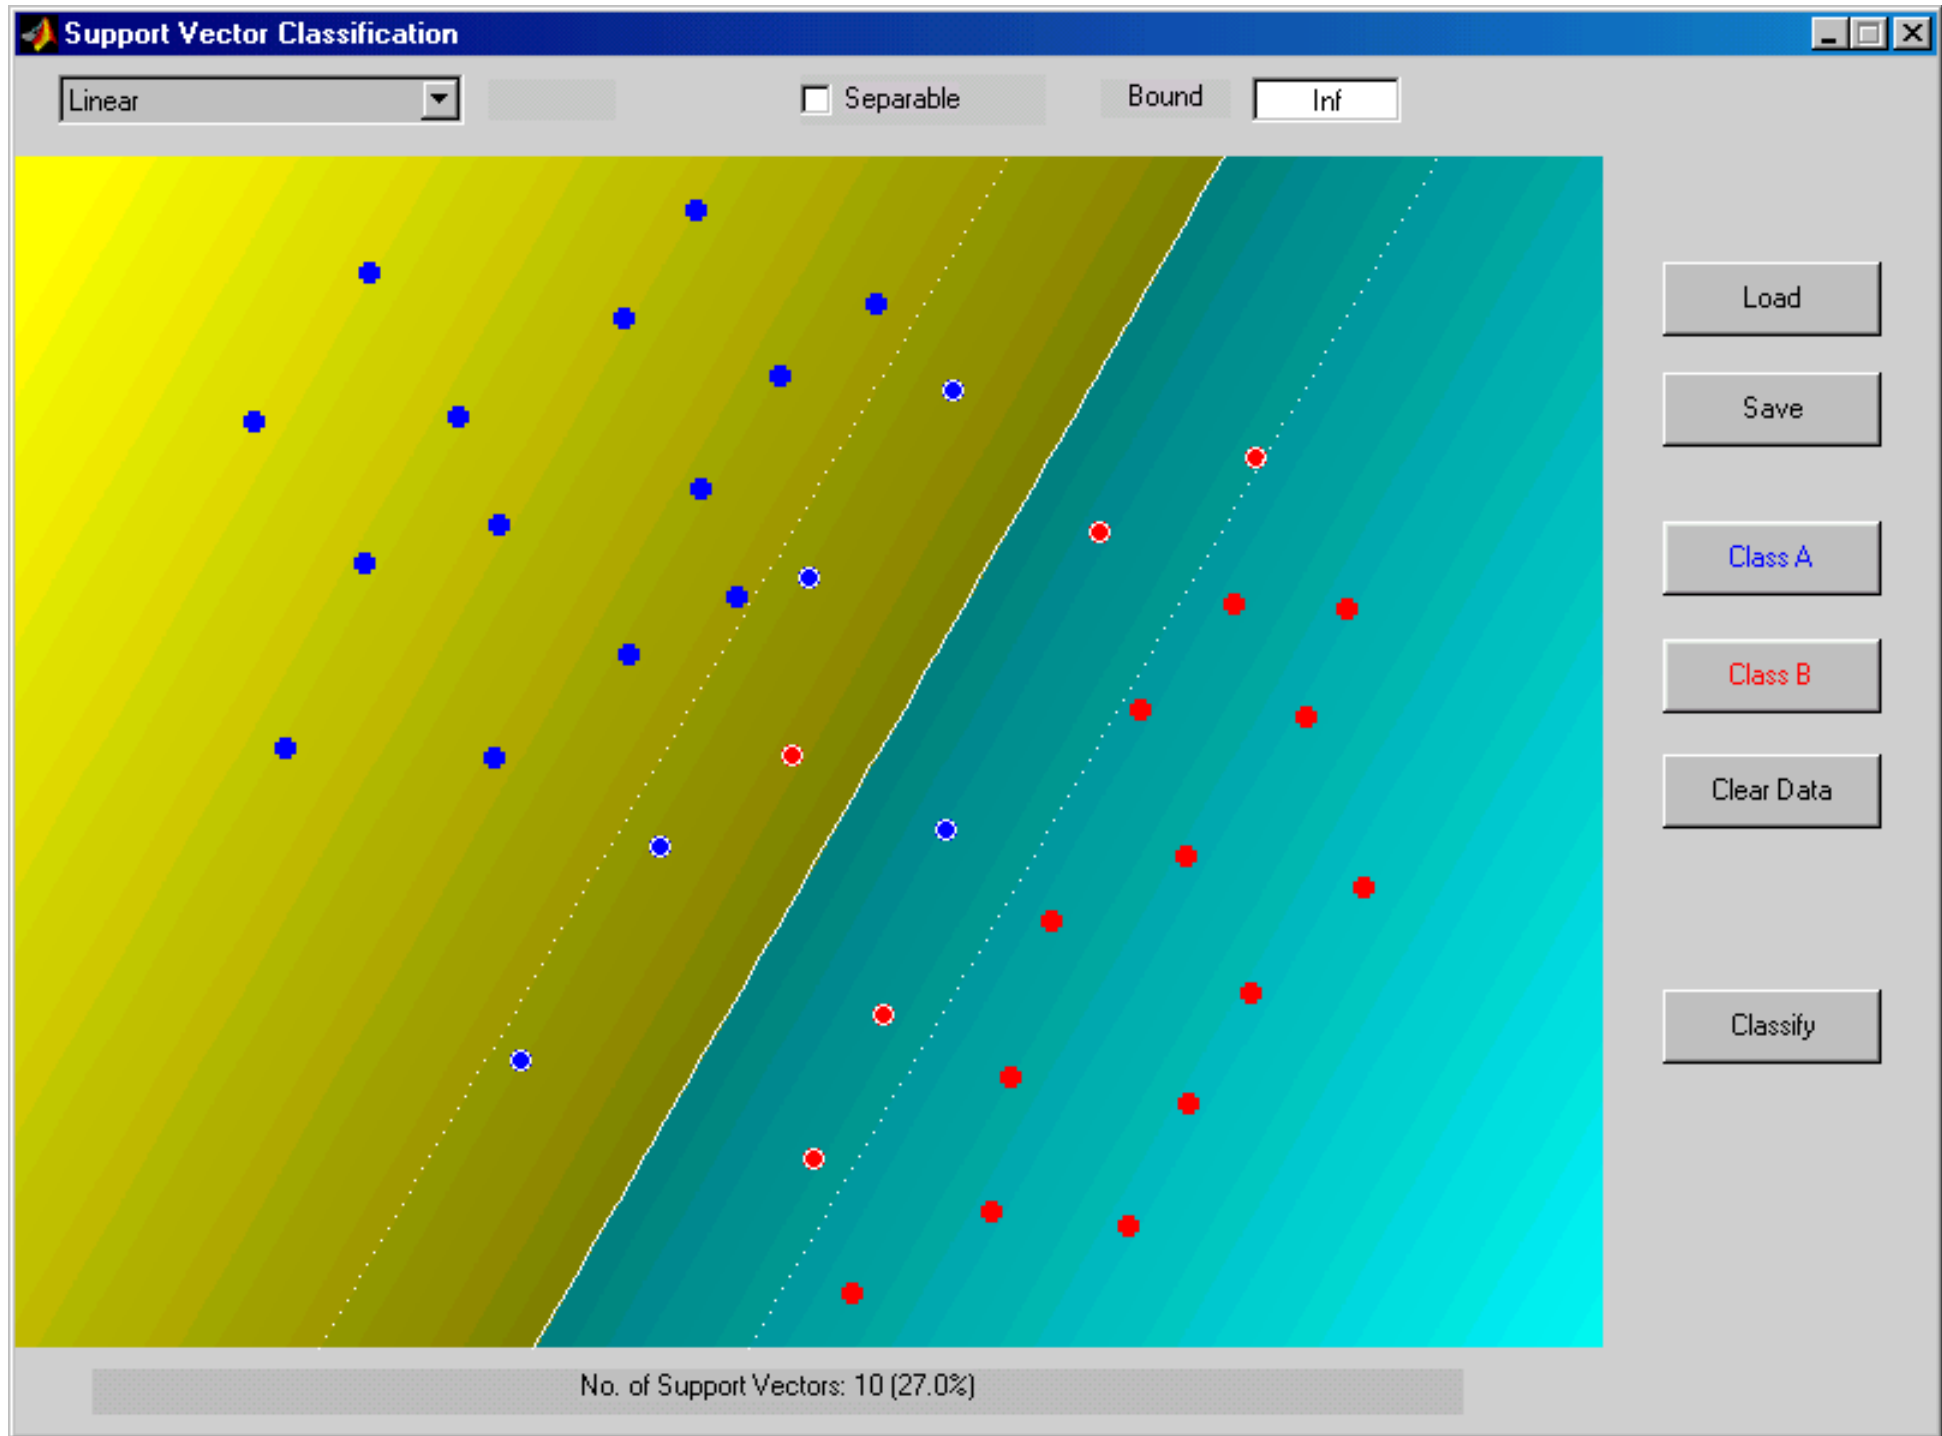 Support Vector Classification
Linear
Separable
Bound
Inf
Load
Save
Class A
Class B
Clear Data
Classify
No. of Support Vectors: 10 (27.0%)